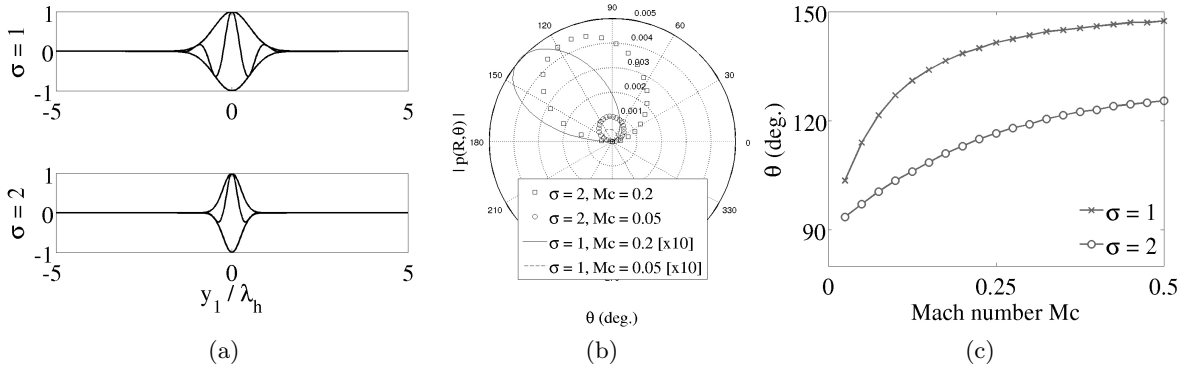 σ = 1
1
0
-1
-5
0
5
σ = 2
1
0
-1
-5
0
5
y1 / λh
(a)
90
120
60
150
30
180
0
210
330
0.005
0.004
0.003
0.002
0.001
| p(R,θ) |
σ = 2, Mc = 0.2
σ = 2, Mc = 0.05
σ = 1, Mc = 0.2 [x10]
σ = 1, Mc = 0.05 [x10]
θ (deg.)
(b)
150
120
90
θ (deg.)
σ = 1
σ = 2
0
0.25
0.5
Mach number Mc
(c)